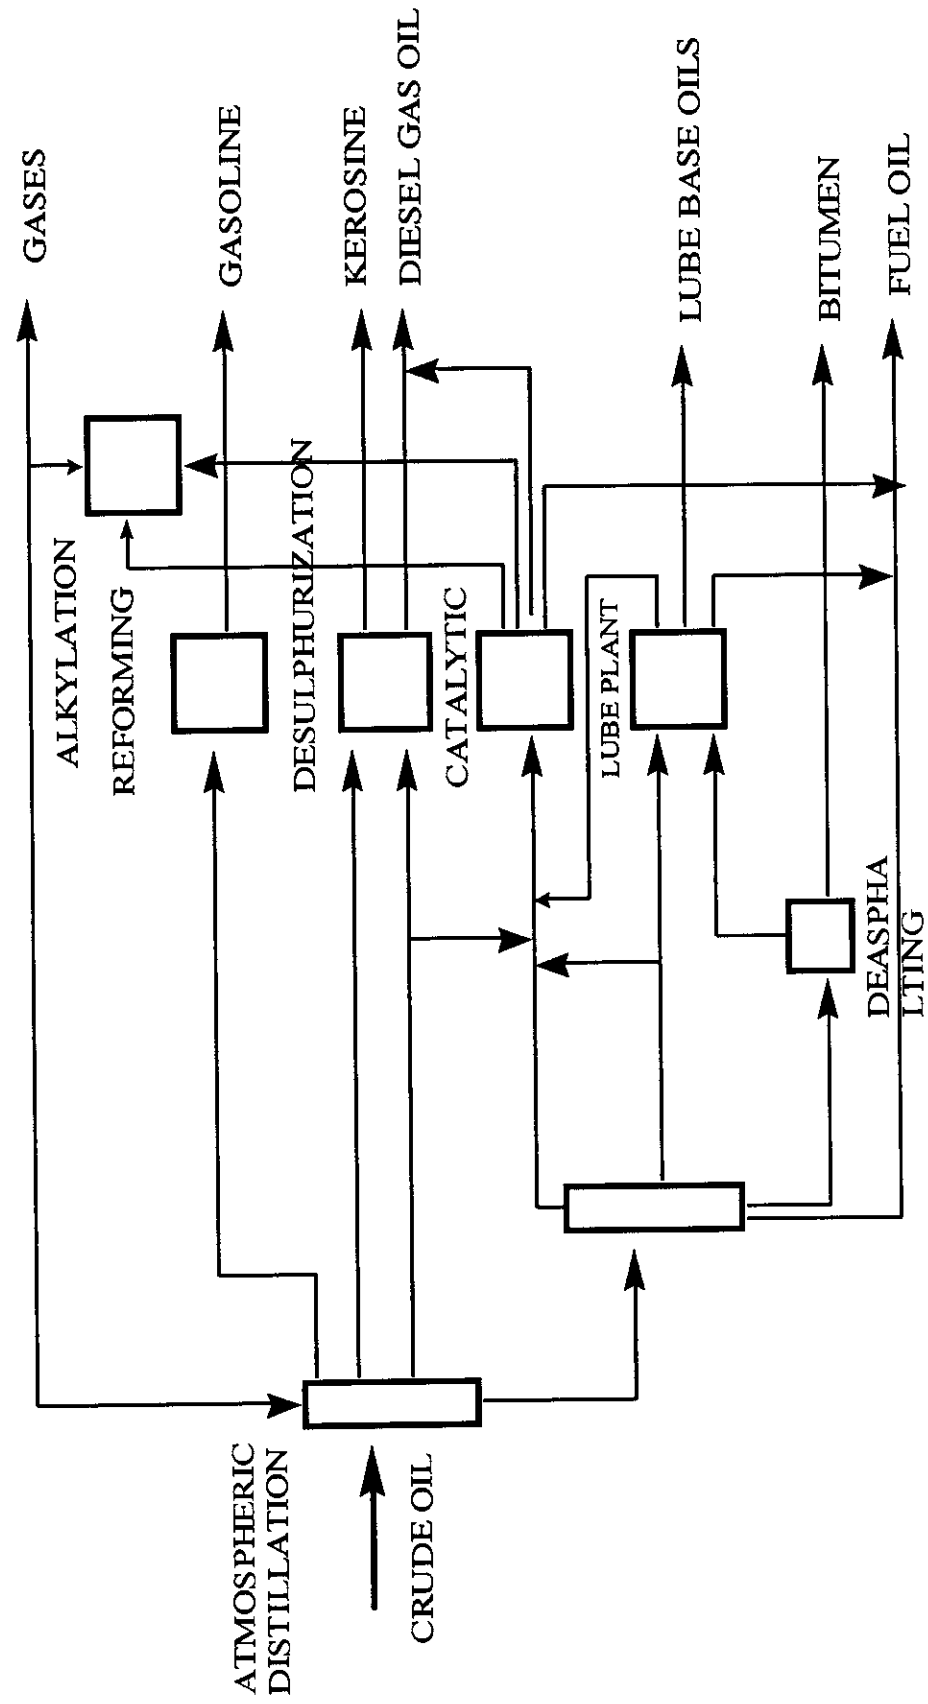 GASES
ALKYLATION
REFORMING
GASOLINE
DESULPHURIZATION
KEROSINE
DIESEL GAS OIL
CATALYTIC
LUBE PLANT
LUBE BASE OILS
BITUMEN
DEASPHA
LTING
FUEL OIL
ATMOSPHERIC
DISTILLATION
CRUDE OIL